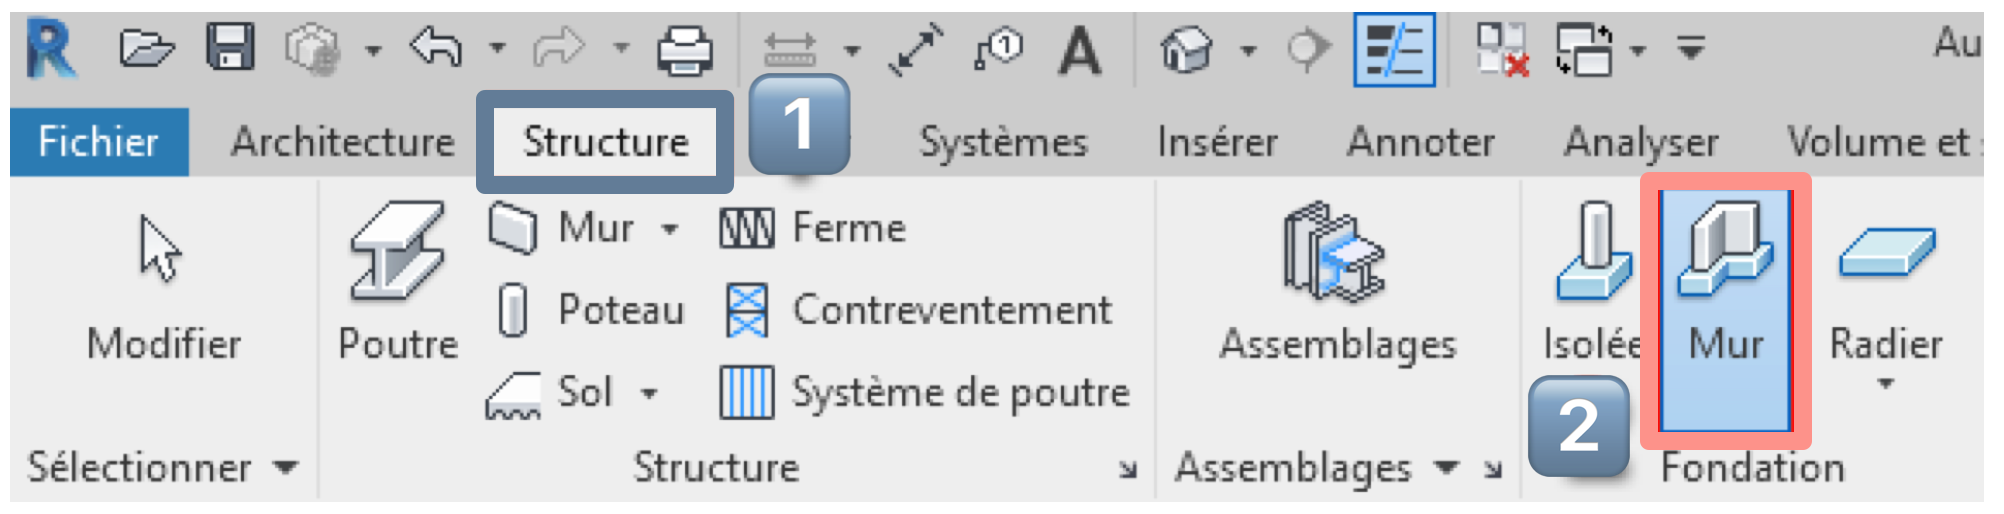 R 1 A Au
Fichier Architecture Structure 1 Systèmes Insérer Annoter Analyser Volume et
Mur Ferme
Poteau Contreventement
Modifier Poutre Assemblages Isolée Mur Radier
Sol Système de poutre
2
Sélectionner Structure Assemblages Fondation